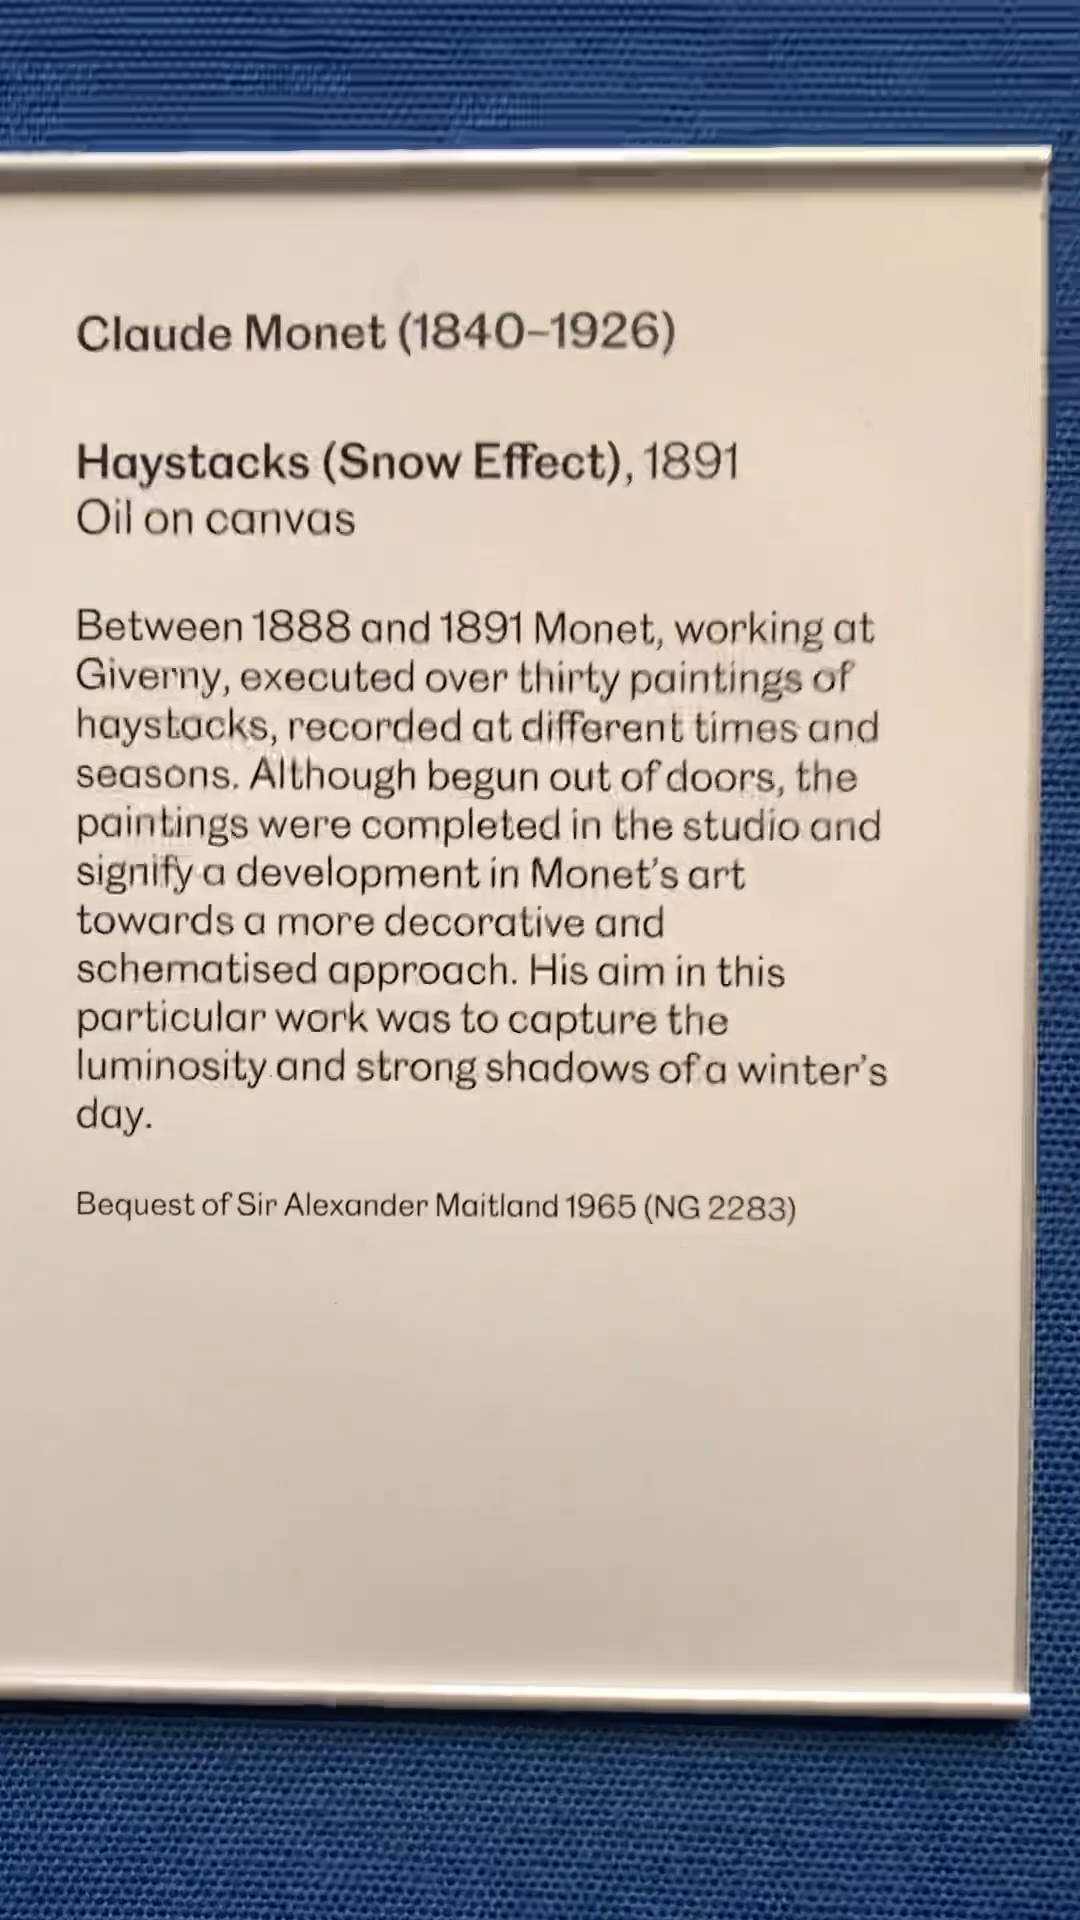 Claude Monet (1840–1926)
Haystacks (Snow Effect), 1891
Oil on canvas
Between 1888 and 1891 Monet, working at
Giverny, executed over thirty paintings of
haystacks, recorded at different times and
seasons. Although begun out of doors, the
paintings were completed in the studio and
signify a development in Monet’s art
towards a more decorative and
schematised approach. His aim in this
particular work was to capture the
luminosity and strong shadows of a winter’s
day.
Bequest of Sir Alexander Maitland 1965 (NG 2283)